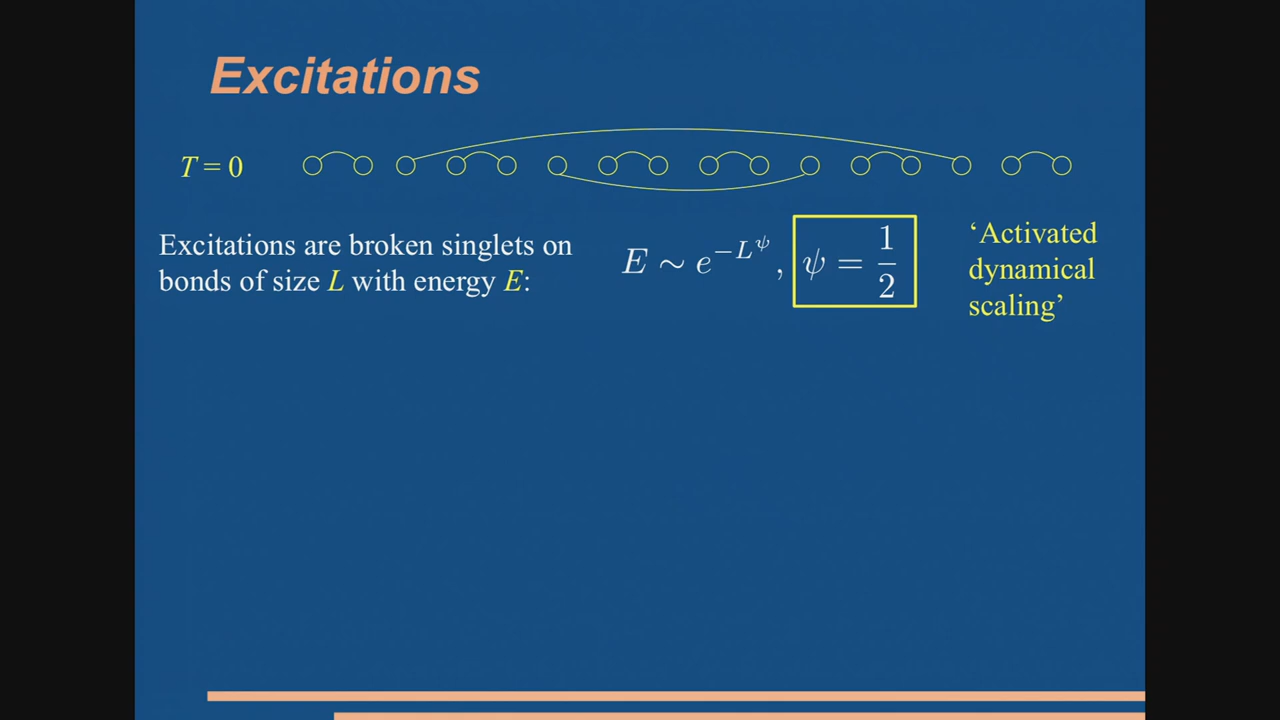 Excitations
T = 0
Excitations are broken singlets on
bonds of size L with energy E:
E ∼ e^{−L^ψ}, ψ = 1/2
‘Activated
dynamical
scaling’